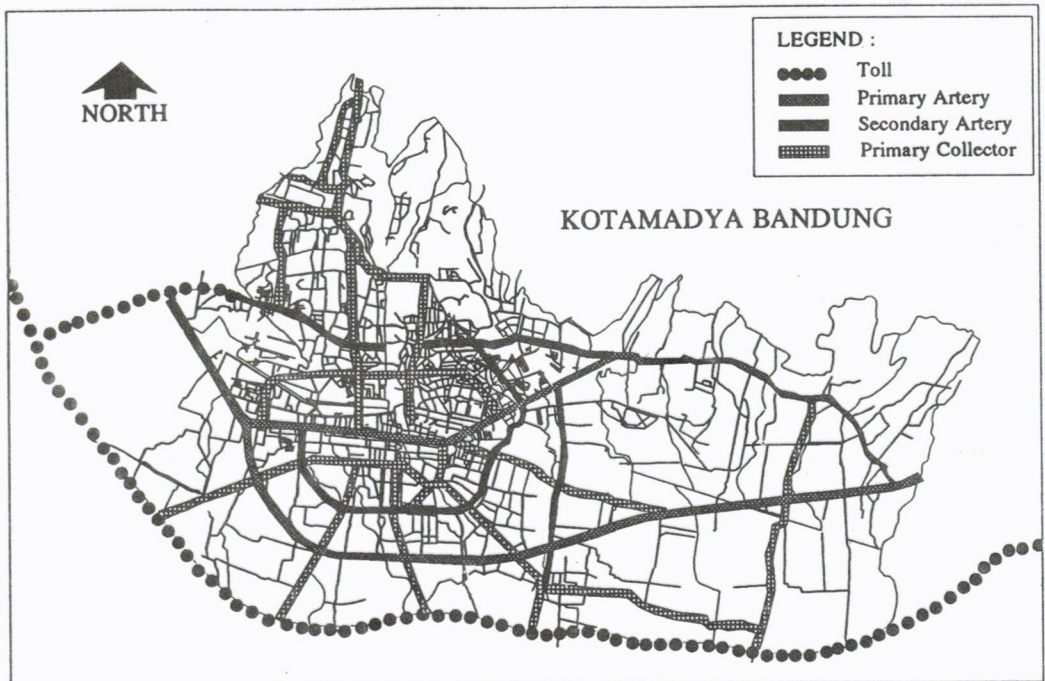 LEGEND :
Toll
Primary Artery
Secondary Artery
Primary Collector
NORTH
KOTAMADYA BANDUNG